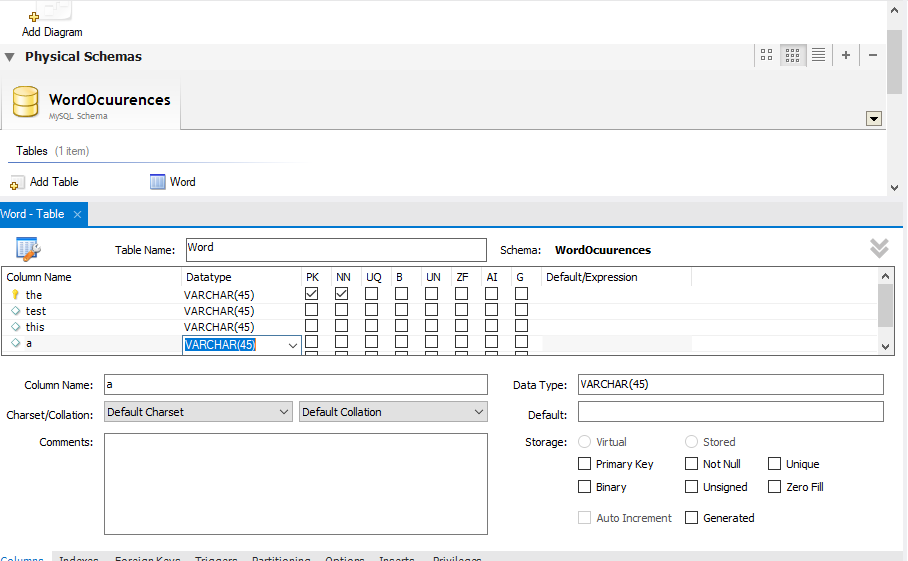 Add Diagram
Physical Schemas
WordOcuurences
MySQL Schema
Tables (1 item)
Add Table Word
Word - Table
Table Name: Word Schema: WordOcuurences
Column Name Datatype PK NN UQ B UN ZF AI G Default/Expression
the VARCHAR(45)
test VARCHAR(45)
this VARCHAR(45)
a VARCHAR(45)
Column Name: a Data Type: VARCHAR(45)
Charset/Collation: Default Charset Default Collation Default:
Comments: Storage: Virtual Stored
Primary Key Not Null Unique
Binary Unsigned Zero Fill
Auto Increment Generated
Columns Indexes Foreign Keys Triggers Partitioning Options Inserts Privileges